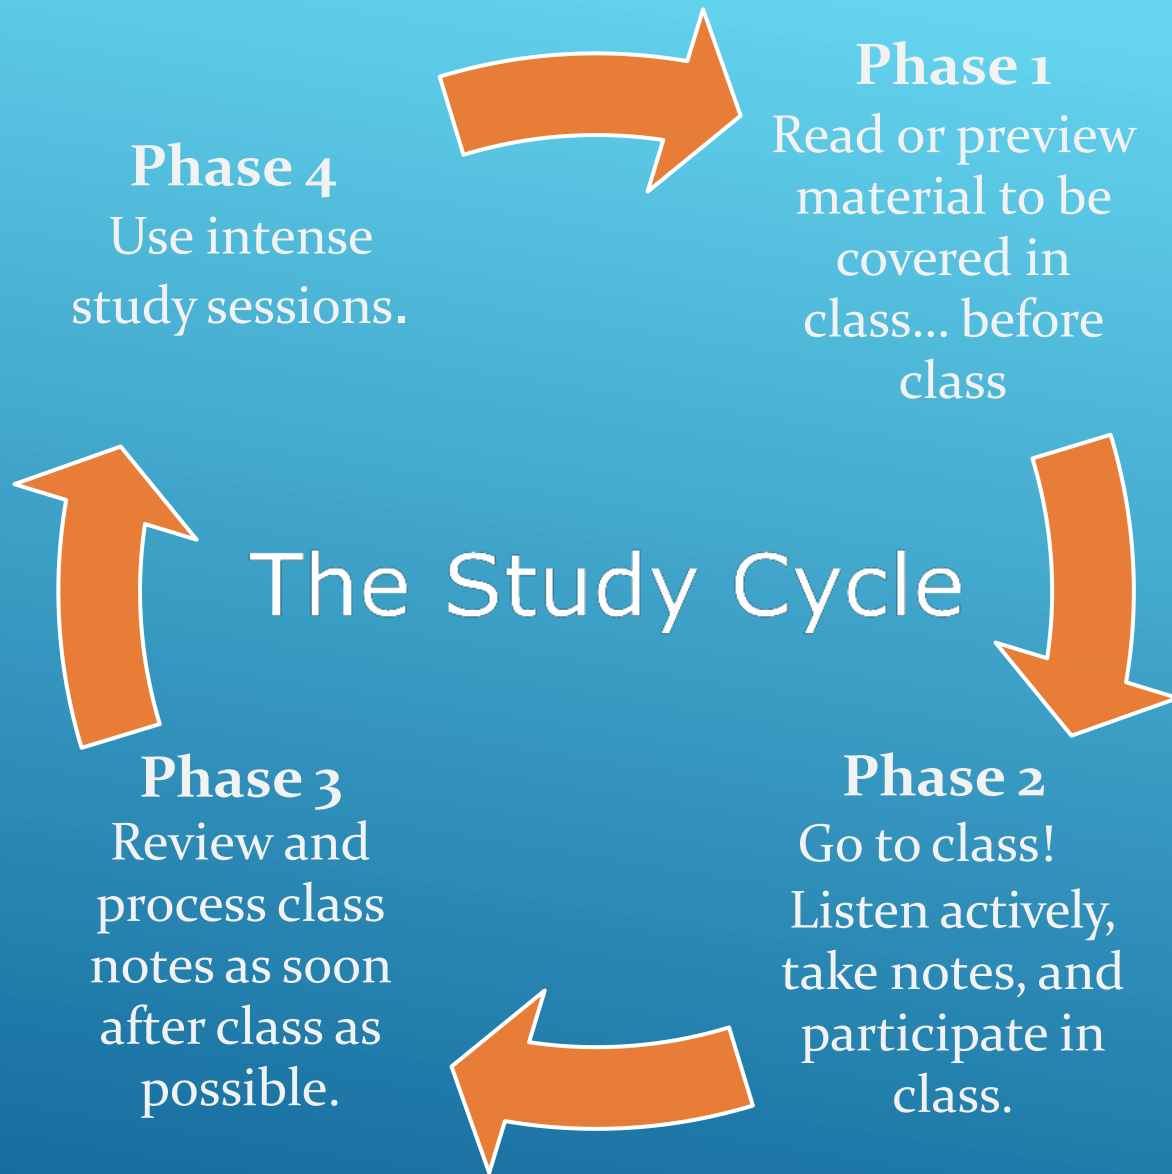 Phase 1
Read or preview
material to be
covered in
class... before
class
The Study Cycle
Phase 2
Go to class!
Listen actively,
take notes, and
participate in
class.
Phase 3
Review and
process class
notes as soon
after class as
possible.
Phase 4
Use intense
study sessions.